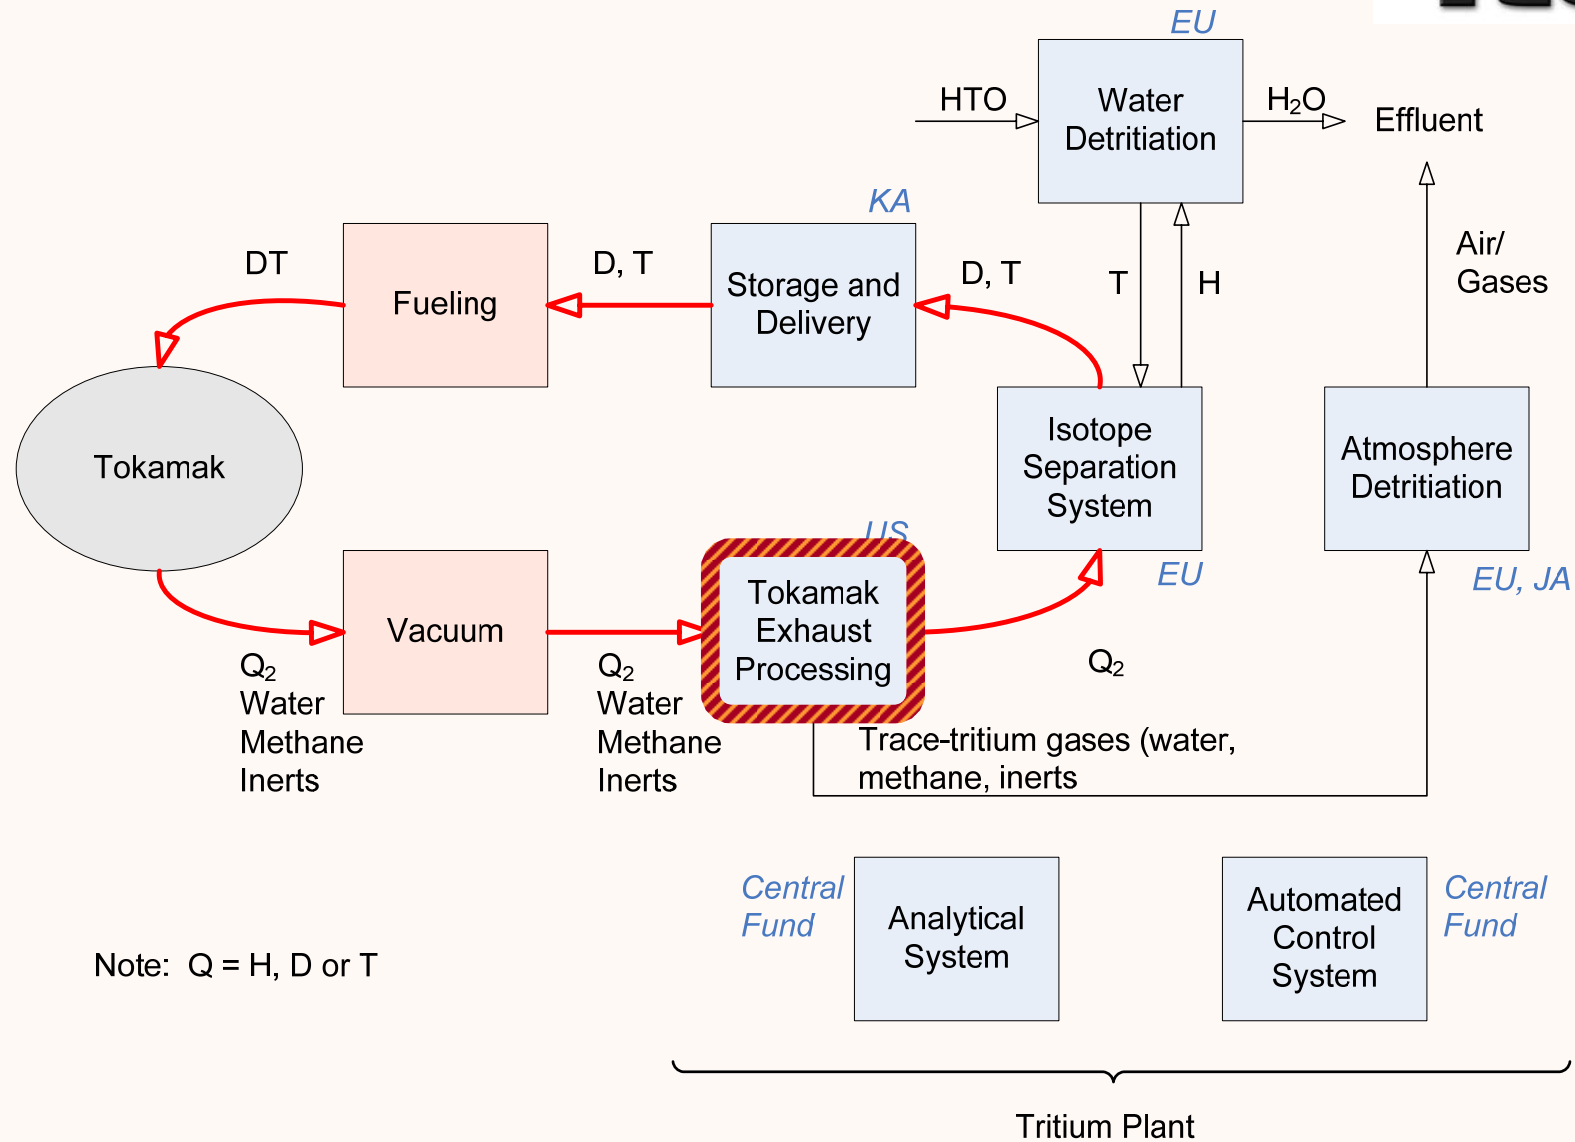 EU
HTO
Water
Detritiation
H₂O
Effluent
KA
DT
Fueling
D, T
Storage and
Delivery
D, T
T
H
Air/
Gases
Tokamak
Isotope
Separation
System
EU
Atmosphere
Detritiation
EU, JA
Vacuum
US
Tokamak
Exhaust
Processing
Q₂
Water
Methane
Inerts
Q₂
Water
Methane
Inerts
Q₂
Trace-tritium gases (water,
methane, inerts
Central
Fund
Analytical
System
Automated
Control
System
Central
Fund
Note: Q = H, D or T
Tritium Plant